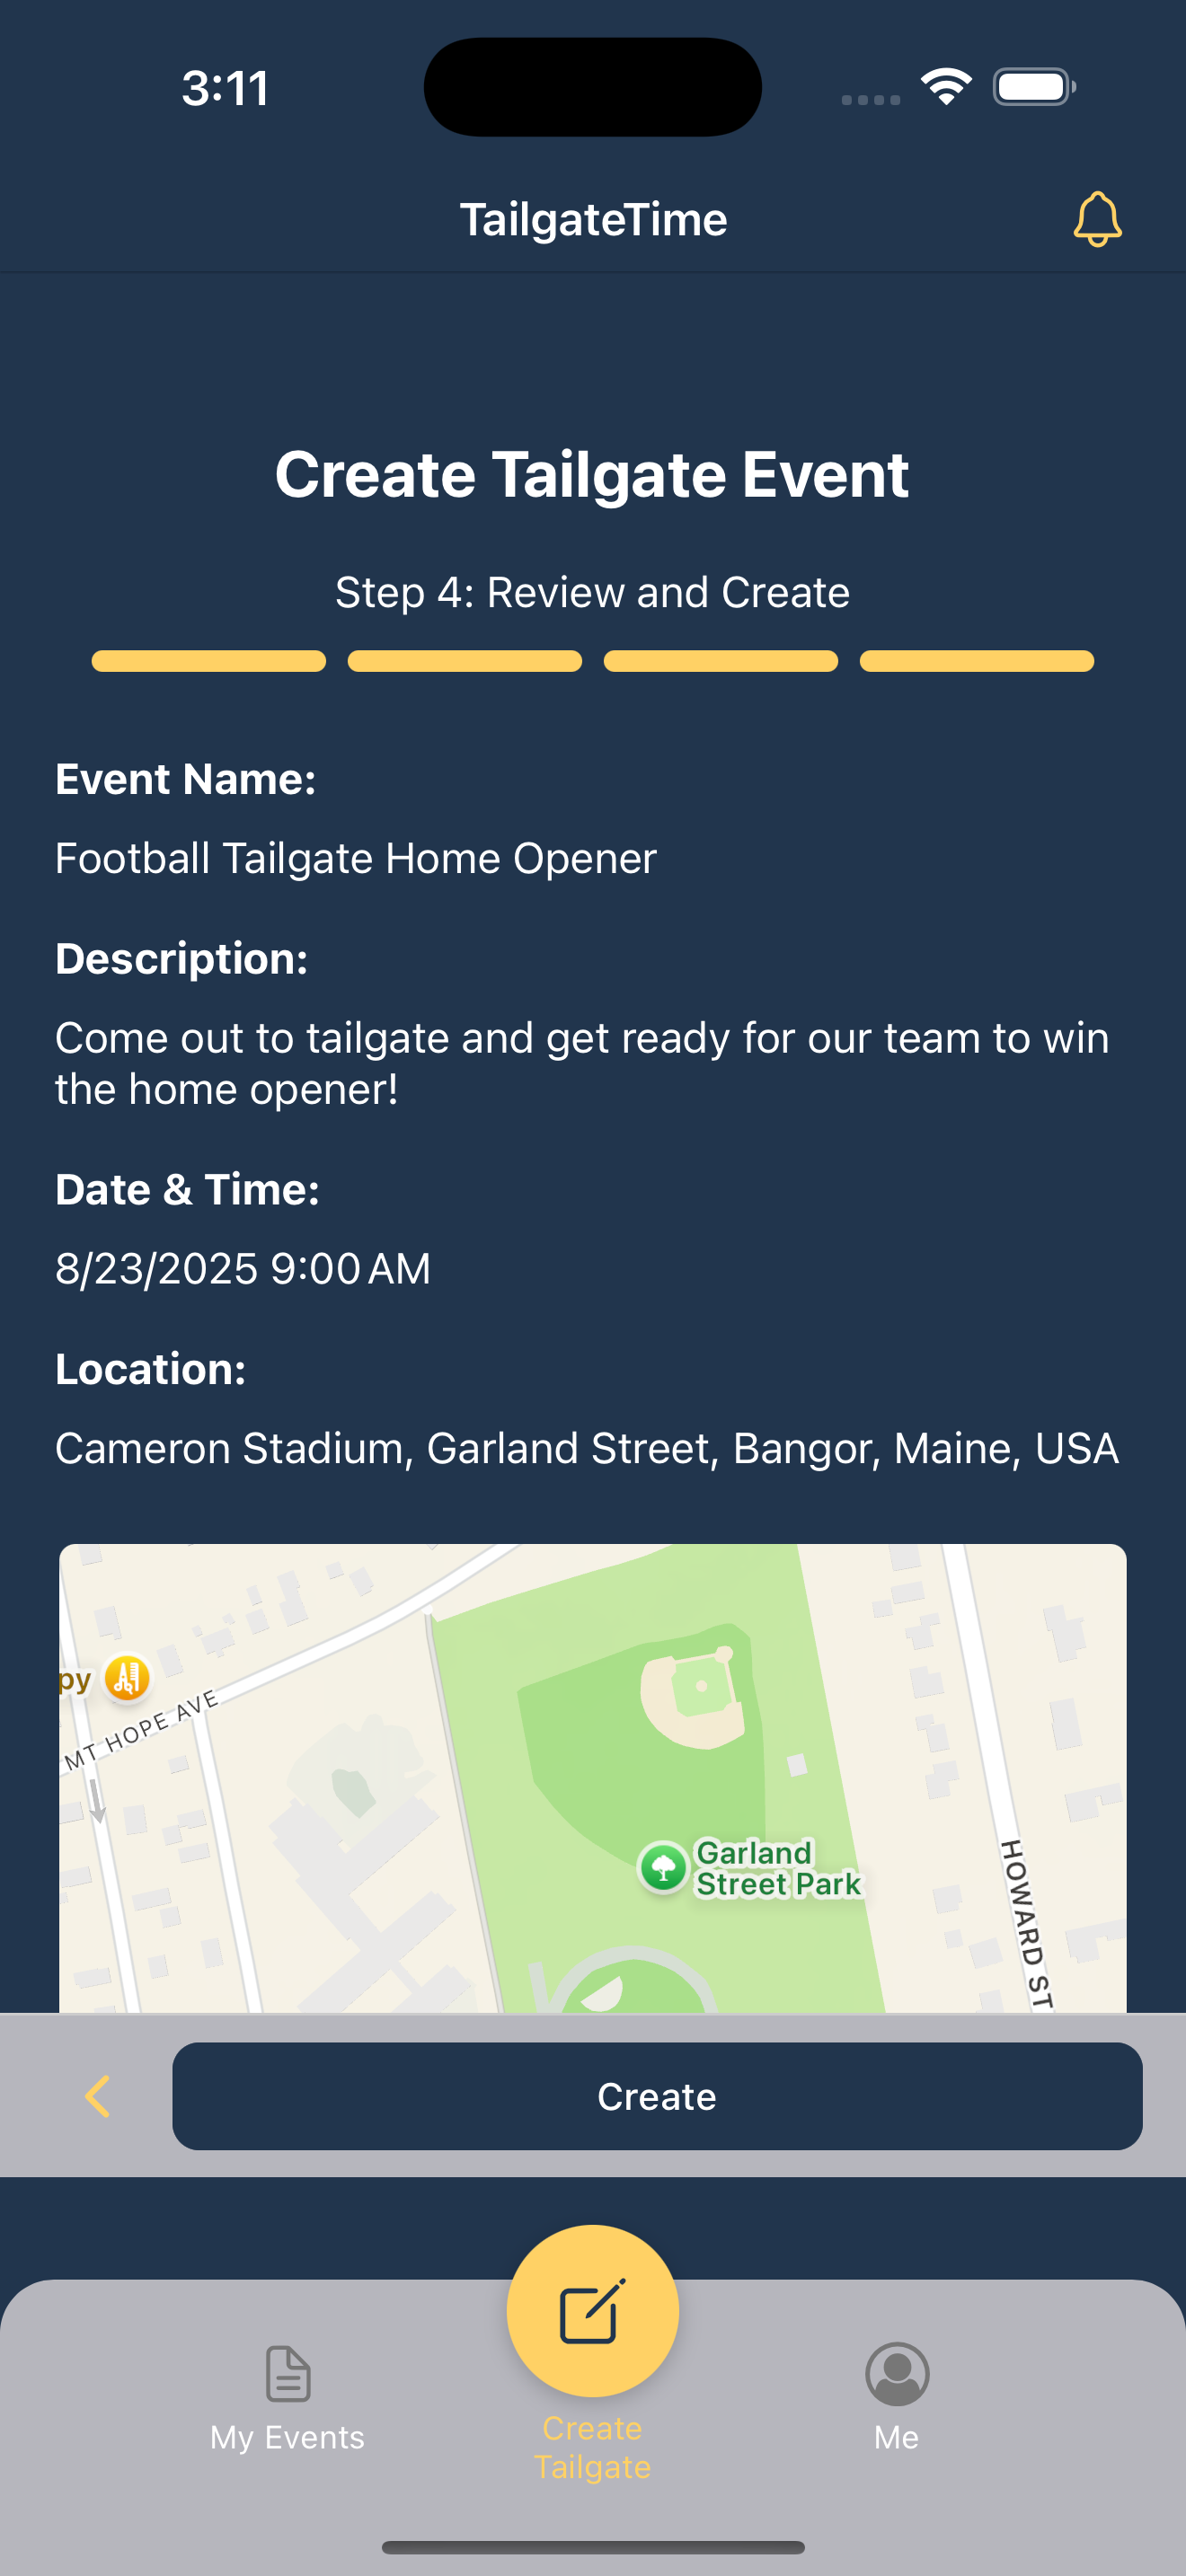 3:11
TailgateTime
Create Tailgate Event
Step 4: Review and Create
Event Name:
Football Tailgate Home Opener
Description:
Come out to tailgate and get ready for our team to win
the home opener!
Date & Time:
8/23/2025 9:00 AM
Location:
Cameron Stadium, Garland Street, Bangor, Maine, USA
py
MT HOPE AVE
Garland
Street Park
HOWARD ST
Create
My Events
Create
Tailgate
Me